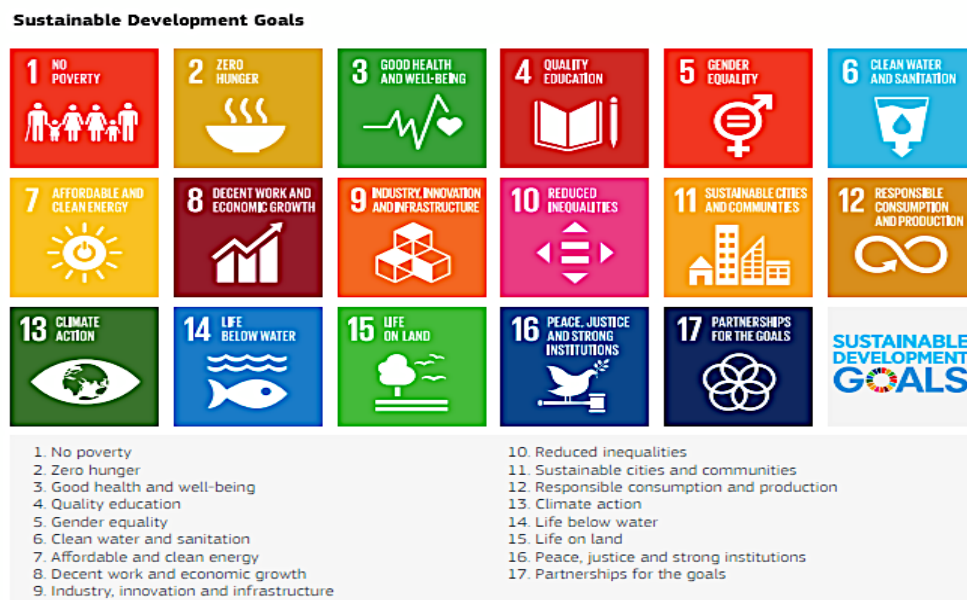 Sustainable Development Goals
1 NO
POVERTY
2 ZERO
HUNGER
3 GOOD HEALTH
AND WELL-BEING
4 QUALITY
EDUCATION
5 GENDER
EQUALITY
6 CLEAN WATER
AND SANITATION
7 AFFORDABLE AND
CLEAN ENERGY
8 DECENT WORK AND
ECONOMIC GROWTH
9 INDUSTRY, INNOVATION
AND INFRASTRUCTURE
10 REDUCED
INEQUALITIES
11 SUSTAINABLE CITIES
AND COMMUNITIES
12 RESPONSIBLE
CONSUMPTION
AND PRODUCTION
13 CLIMATE
ACTION
14 LIFE
BELOW WATER
15 LIFE
ON LAND
16 PEACE, JUSTICE
AND STRONG
INSTITUTIONS
17 PARTNERSHIPS
FOR THE GOALS
SUSTAINABLE
DEVELOPMENT
GOALS
1. No poverty
2. Zero hunger
3. Good health and well-being
4. Quality education
5. Gender equality
6. Clean water and sanitation
7. Affordable and clean energy
8. Decent work and economic growth
9. Industry, innovation and infrastructure
10. Reduced inequalities
11. Sustainable cities and communities
12. Responsible consumption and production
13. Climate action
14. Life below water
15. Life on land
16. Peace, justice and strong institutions
17. Partnerships for the goals